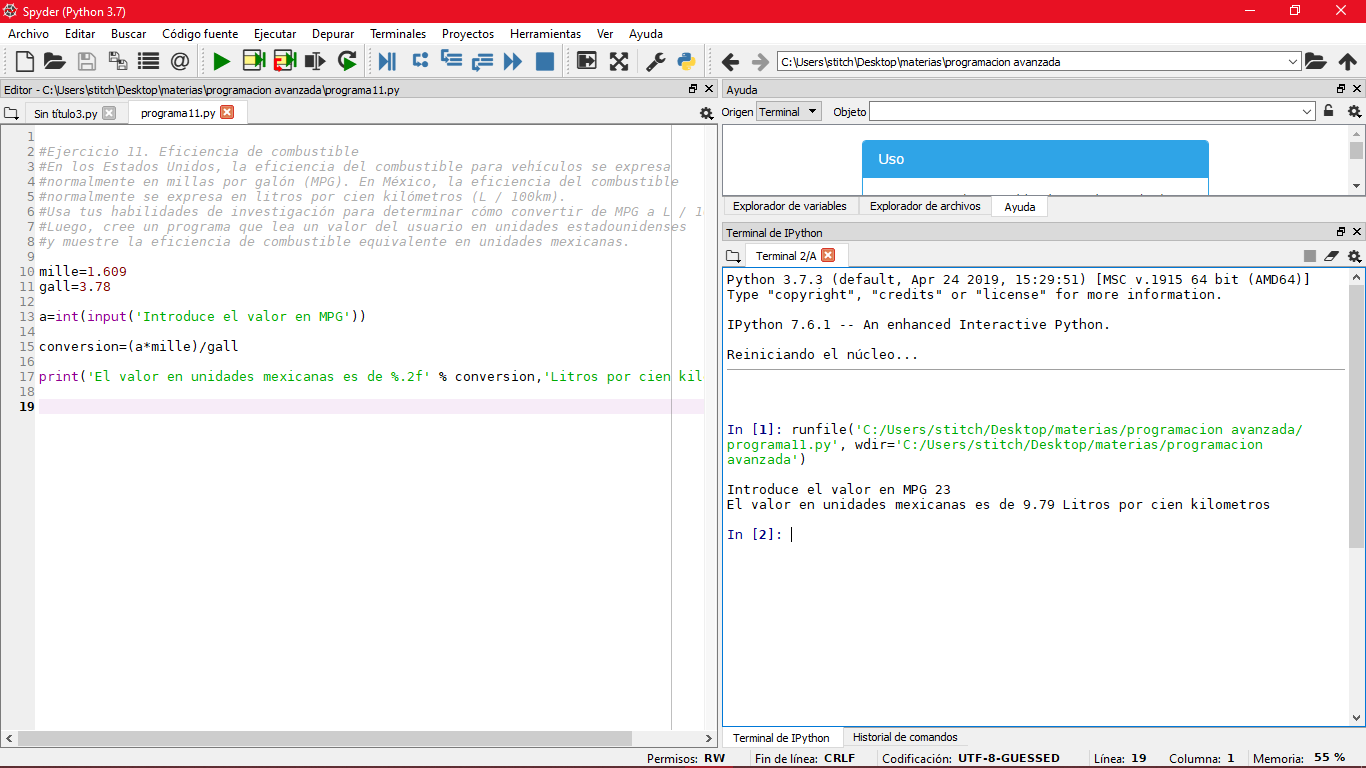 Spyder (Python 3.7)
Archivo Editar Buscar Código fuente Ejecutar Depurar Terminales Proyectos Herramientas Ver Ayuda
C:\Users\stitch\Desktop\materias\programacion avanzada
Editor - C:\Users\stitch\Desktop\materias\programacion avanzada\programa11.py
Sin título3.py programa11.py
1
2 #Ejercicio 11. Eficiencia de combustible
3 #En los Estados Unidos, la eficiencia del combustible para vehículos se expresa
4 #normalmente en millas por galón (MPG). En México, la eficiencia del combustible
5 #normalmente se expresa en litros por cien kilómetros (L / 100km).
6 #Usa tus habilidades de investigación para determinar cómo convertir de MPG a L / 1
7 #Luego, cree un programa que lea un valor del usuario en unidades estadounidenses
8 #y muestre la eficiencia de combustible equivalente en unidades mexicanas.
9
10 mille=1.609
11 gall=3.78
12
13 a=int(input('Introduce el valor en MPG'))
14
15 conversion=(a*mille)/gall
16
17 print('El valor en unidades mexicanas es de %.2f' % conversion,'Litros por cien kil
18
19
Ayuda
Origen Terminal Objeto
Uso
Explorador de variables Explorador de archivos Ayuda
Terminal de IPython
Terminal 2/A
Python 3.7.3 (default, Apr 24 2019, 15:29:51) [MSC v.1915 64 bit (AMD64)]
Type "copyright", "credits" or "license" for more information.
IPython 7.6.1 -- An enhanced Interactive Python.
Reiniciando el núcleo...
In [1]: runfile('C:/Users/stitch/Desktop/materias/programacion avanzada/
programa11.py', wdir='C:/Users/stitch/Desktop/materias/programacion
avanzada')
Introduce el valor en MPG 23
El valor en unidades mexicanas es de 9.79 Litros por cien kilometros
In [2]:
Terminal de IPython Historial de comandos
Permisos: RW Fin de línea: CRLF Codificación: UTF-8-GUESSED Línea: 19 Columna: 1 Memoria: 55 %